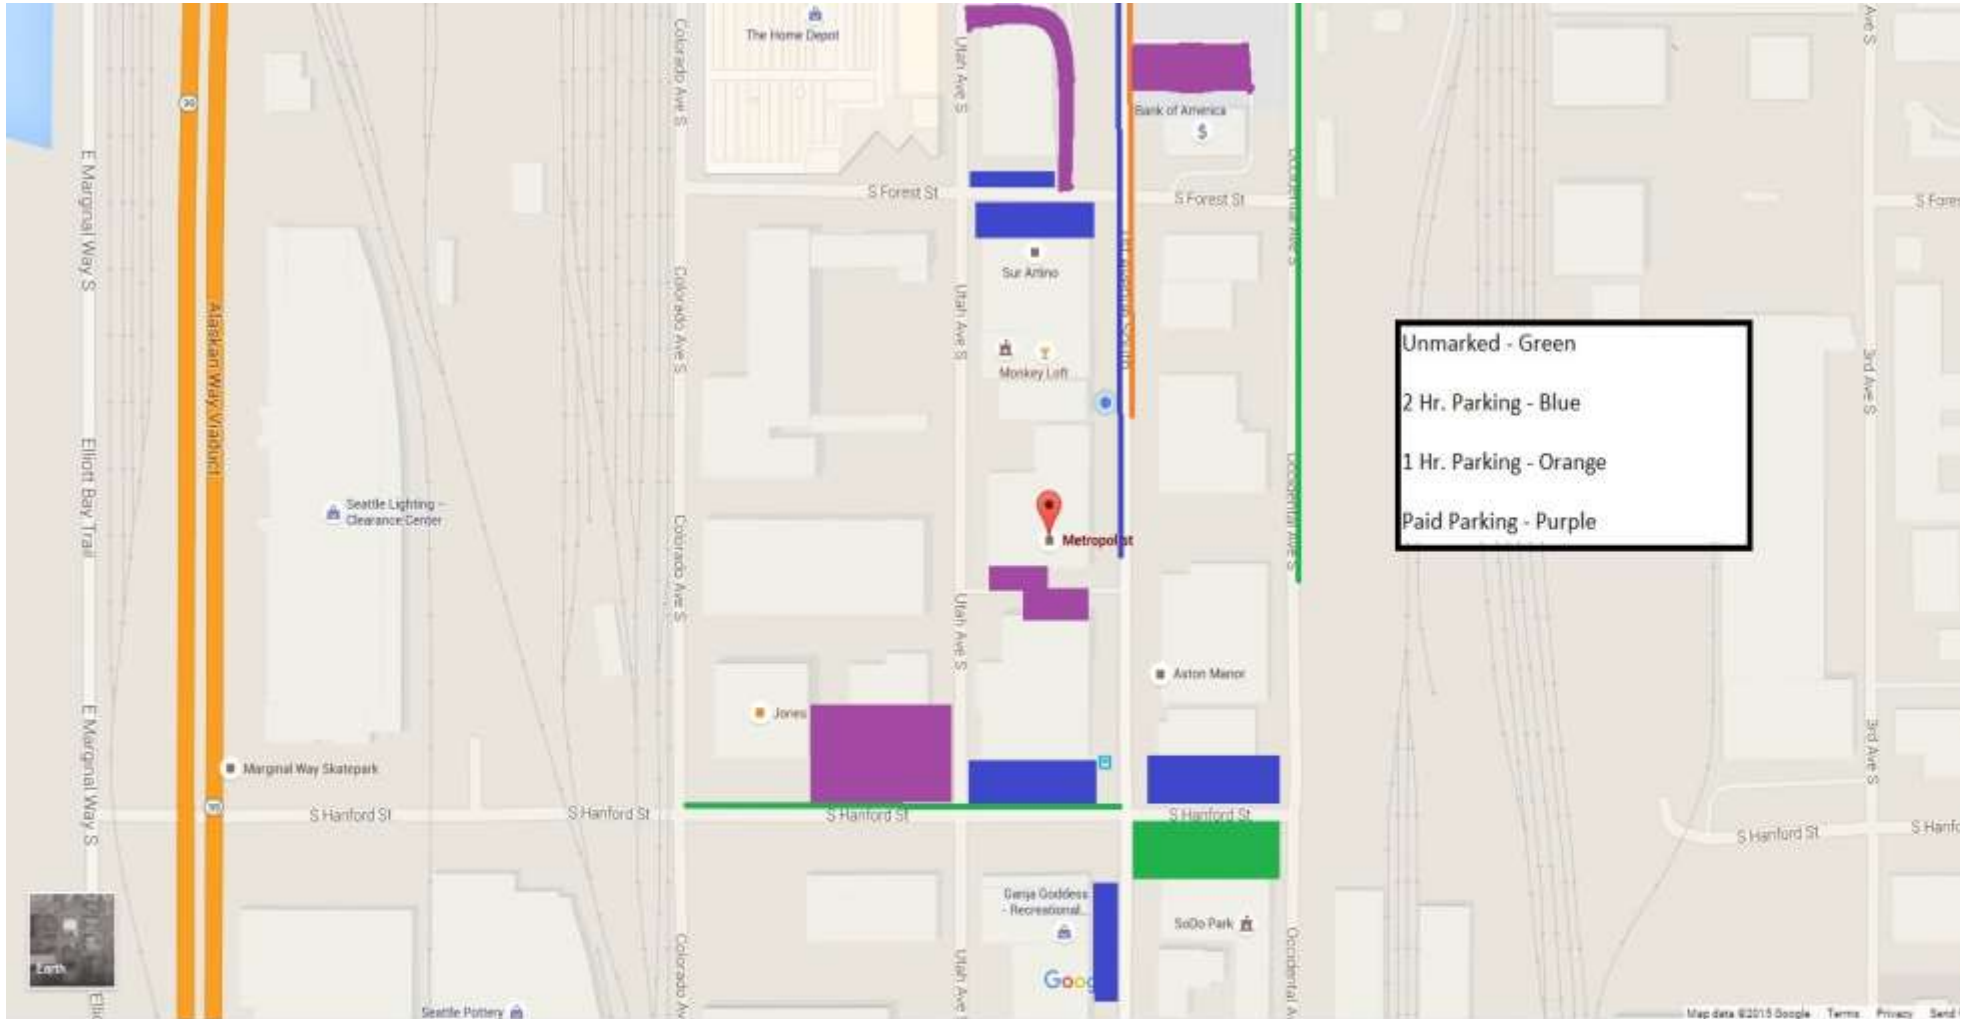 The Home Depot
Colorado Ave S
Utah Ave S
Ave S
30
Bank of America
$
E Marginal Way S
S Forest St
S Forest St
Occidental Ave S
Sur Artino
Colorado Ave S
Utah Ave S
Alaskan Way Viaduct
Monkey Loft
3rd Ave S
Unmarked - Green
2 Hr. Parking - Blue
1 Hr. Parking - Orange
Paid Parking - Purple
Elliott Bay Trail
Seattle Lighting -
Clearance Center
Colorado Ave S
Occidental Ave S
Utah Ave S
Aston Manor
Jones
E Marginal Way S
Marginal Way Skatepark
3rd Ave S
S Hanford St
S Hanford St
S Hanford St
S Hanford St
S Hanford St
Ganja Goddess
- Recreational...
SoDo Park
Earth
Utah Ave
Seattle Pottery
Map data ©2015 Google
Terms
Privacy